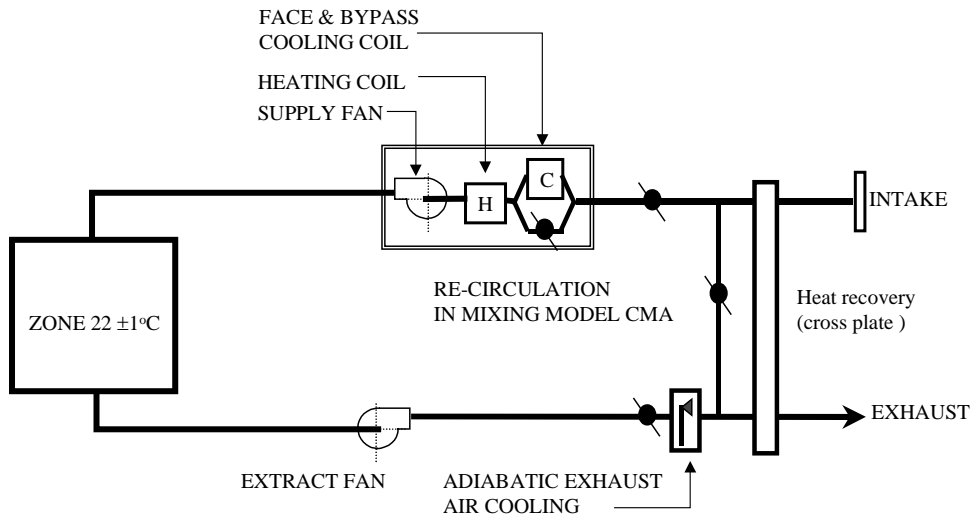 FACE & BYPASS
COOLING COIL
HEATING COIL
SUPPLY FAN
C
H
INTAKE
RE-CIRCULATION
IN MIXING MODEL CMA
Heat recovery
(cross plate )
ZONE 22 ±1°C
EXHAUST
EXTRACT FAN
ADIABATIC EXHAUST
AIR COOLING